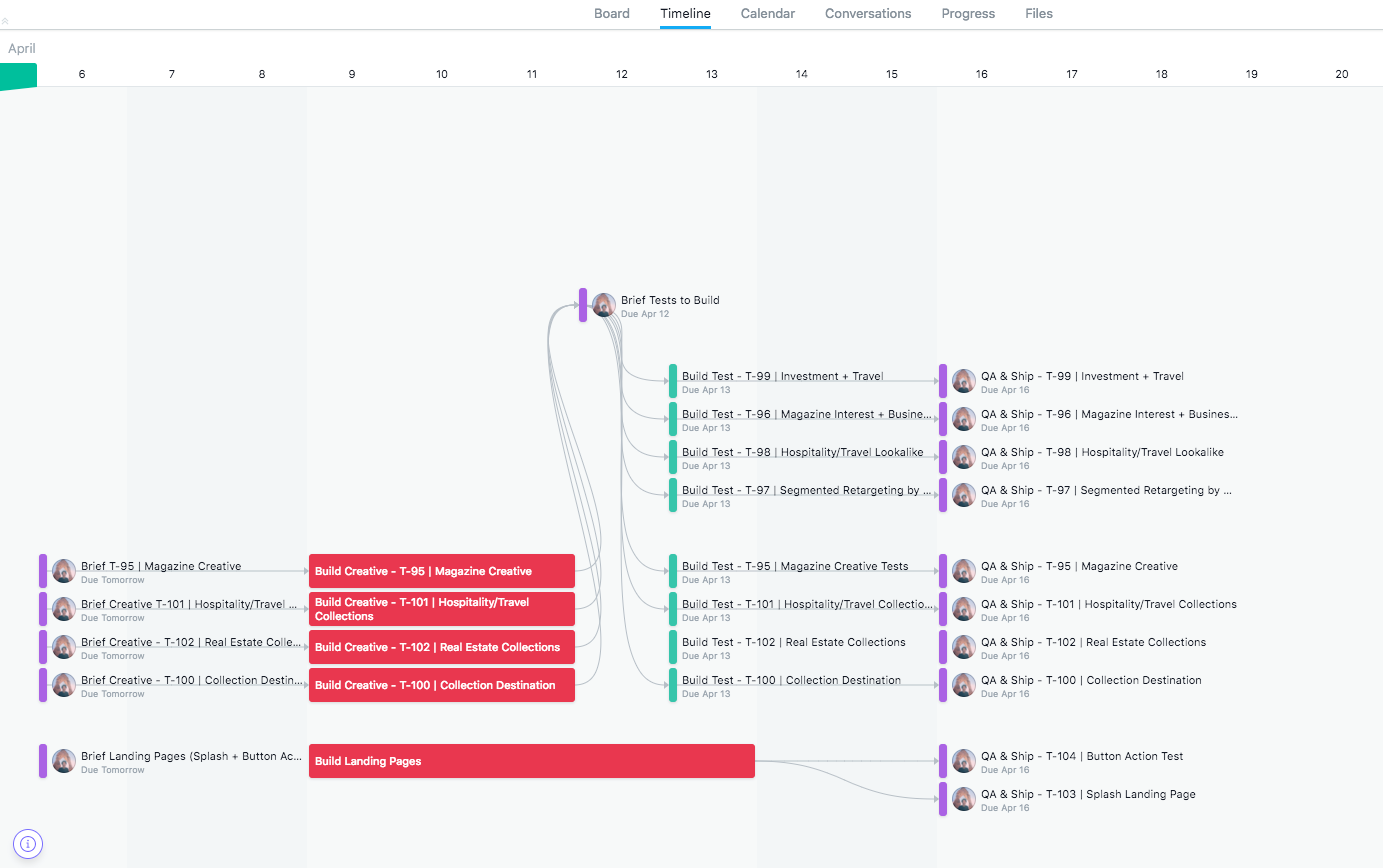 Board Timeline Calendar Conversations Progress Files
April
6 7 8 9 10 11 12 13 14 15 16 17 18 19 20
Brief Tests to Build
Due Apr 12
Build Test - T-99 | Investment + Travel
Due Apr 13
QA & Ship - T-99 | Investment + Travel
Due Apr 16
Build Test - T-96 | Magazine Interest + Busine...
Due Apr 13
QA & Ship - T-96 | Magazine Interest + Busines...
Due Apr 16
Build Test - T-98 | Hospitality/Travel Lookalike
Due Apr 13
QA & Ship - T-98 | Hospitality/Travel Lookalike
Due Apr 16
Build Test - T-97 | Segmented Retargeting by ...
Due Apr 13
QA & Ship - T-97 | Segmented Retargeting by ...
Due Apr 16
Brief T-95 | Magazine Creative
Due Tomorrow
Build Creative - T-95 | Magazine Creative
Build Test - T-95 | Magazine Creative Tests
Due Apr 13
QA & Ship - T-95 | Magazine Creative
Due Apr 16
Brief Creative T-101 | Hospitality/Travel ...
Due Tomorrow
Build Creative - T-101 | Hospitality/Travel
Collections
Build Test - T-101 | Hospitality/Travel Collectio...
Due Apr 13
QA & Ship - T-101 | Hospitality/Travel Collections
Due Apr 16
Brief Creative - T-102 | Real Estate Colle...
Due Tomorrow
Build Creative - T-102 | Real Estate Collections
Build Test - T-102 | Real Estate Collections
Due Apr 13
QA & Ship - T-102 | Real Estate Collections
Due Apr 16
Brief Creative - T-100 | Collection Destin...
Due Tomorrow
Build Creative - T-100 | Collection Destination
Build Test - T-100 | Collection Destination
Due Apr 13
QA & Ship - T-100 | Collection Destination
Due Apr 16
Brief Landing Pages (Splash + Button Ac...
Due Tomorrow
Build Landing Pages
QA & Ship - T-104 | Button Action Test
Due Apr 16
QA & Ship - T-103 | Splash Landing Page
Due Apr 16